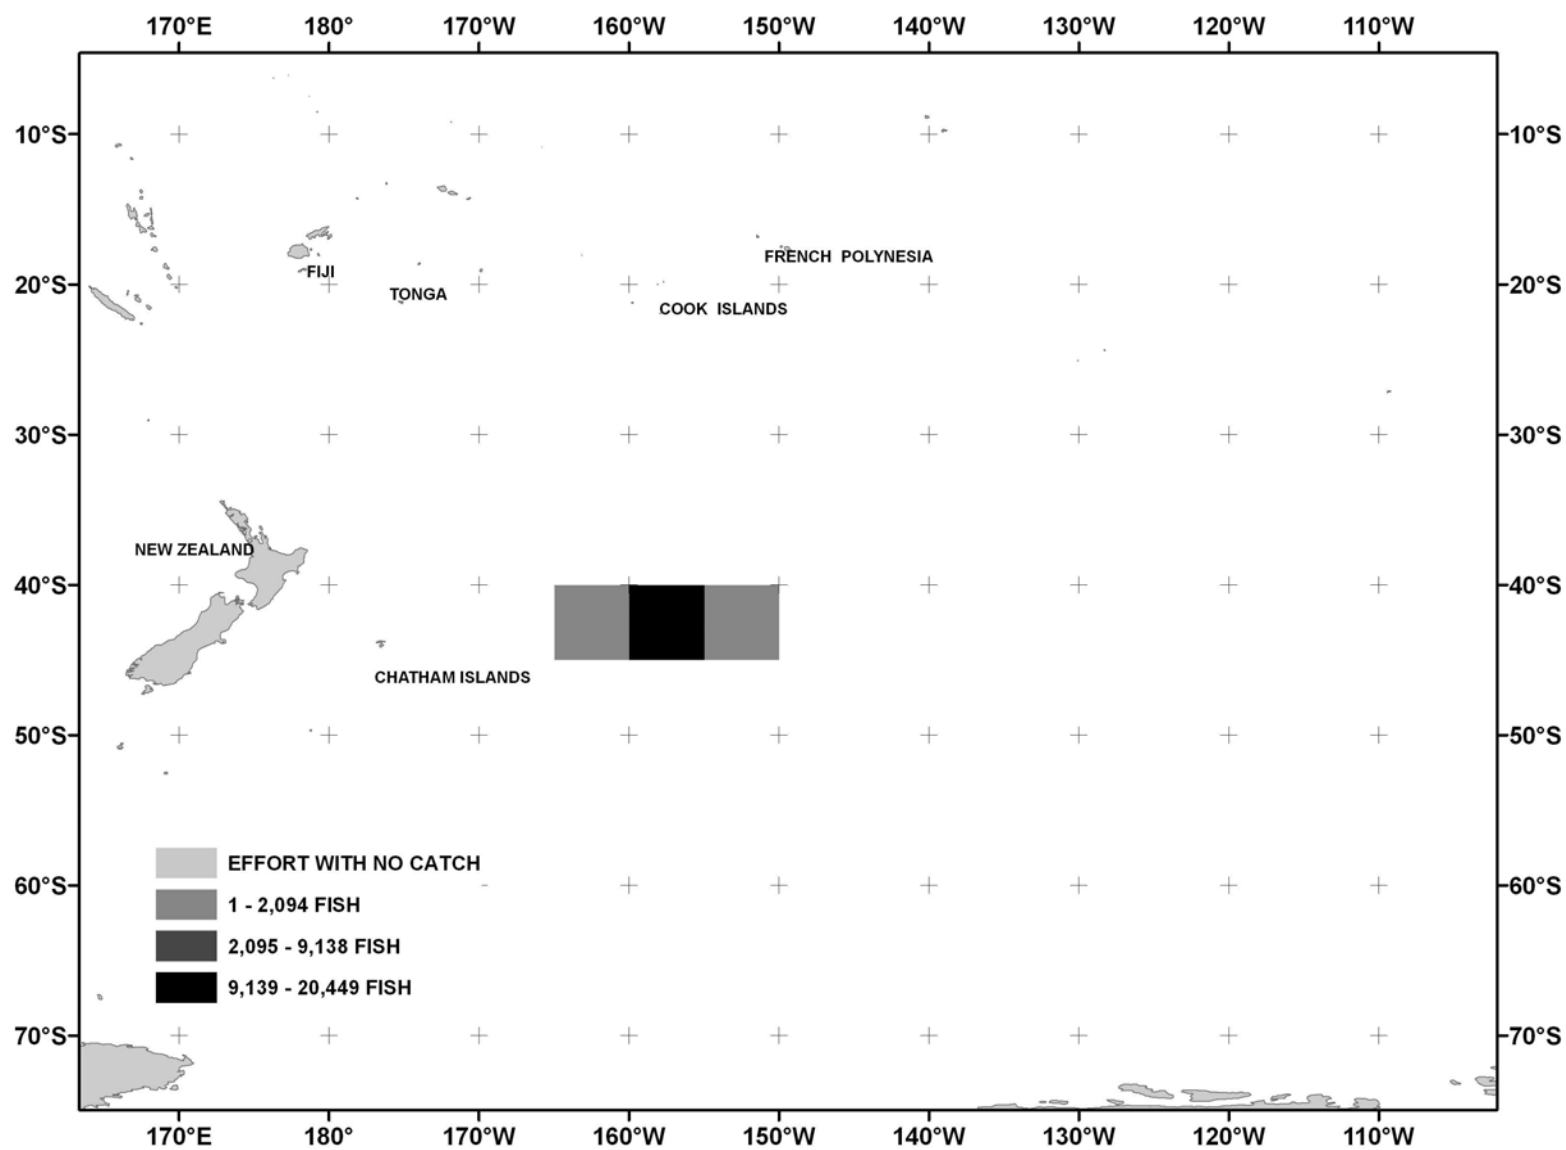 170°E 180° 170°W 160°W 150°W 140°W 130°W 120°W 110°W
10°S 10°S
FRENCH POLYNESIA
FIJI
20°S 20°S
TONGA
COOK ISLANDS
30°S 30°S
NEW ZEALAND
40°S 40°S
CHATHAM ISLANDS
50°S 50°S
EFFORT WITH NO CATCH
60°S 60°S
1 - 2,094 FISH
2,095 - 9,138 FISH
9,139 - 20,449 FISH
70°S 70°S
170°E 180° 170°W 160°W 150°W 140°W 130°W 120°W 110°W